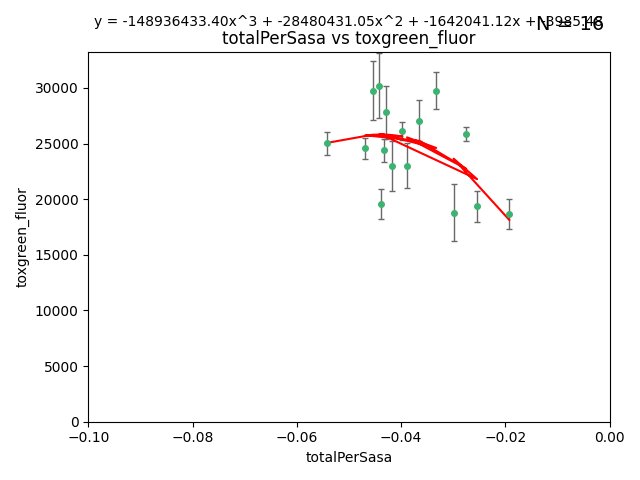 y = -148936433.40x^3 + -28480431.05x^2 + -1642041.12x +
N = 16
totalPerSasa vs toxgreen_fluor
toxgreen_fluor
30000
25000
20000
15000
10000
5000
0
−0.10
−0.08
−0.06
−0.04
−0.02
0.00
totalPerSasa